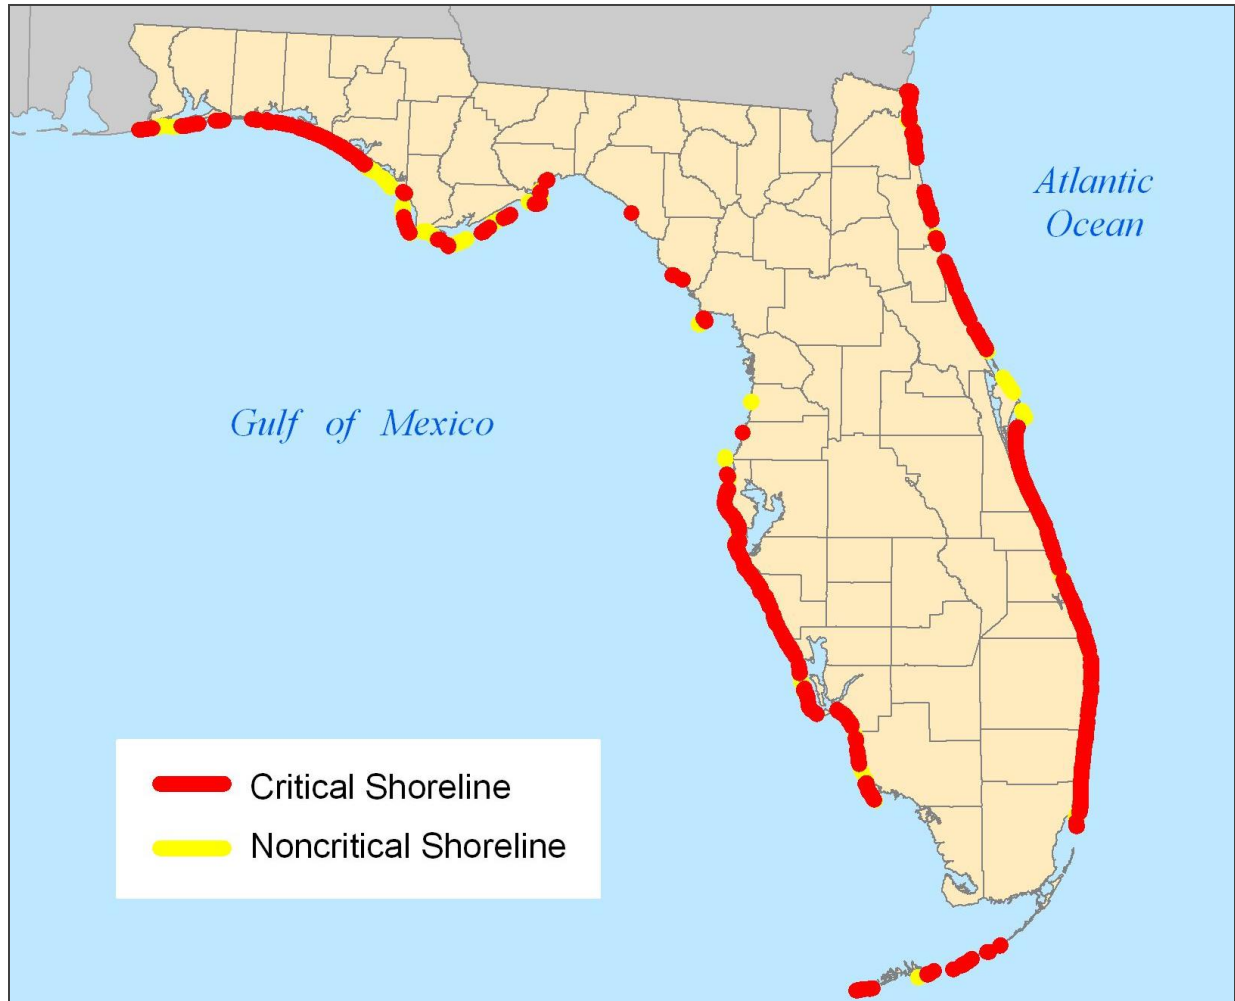 Atlantic
Ocean
Gulf of Mexico
Critical Shoreline
Noncritical Shoreline